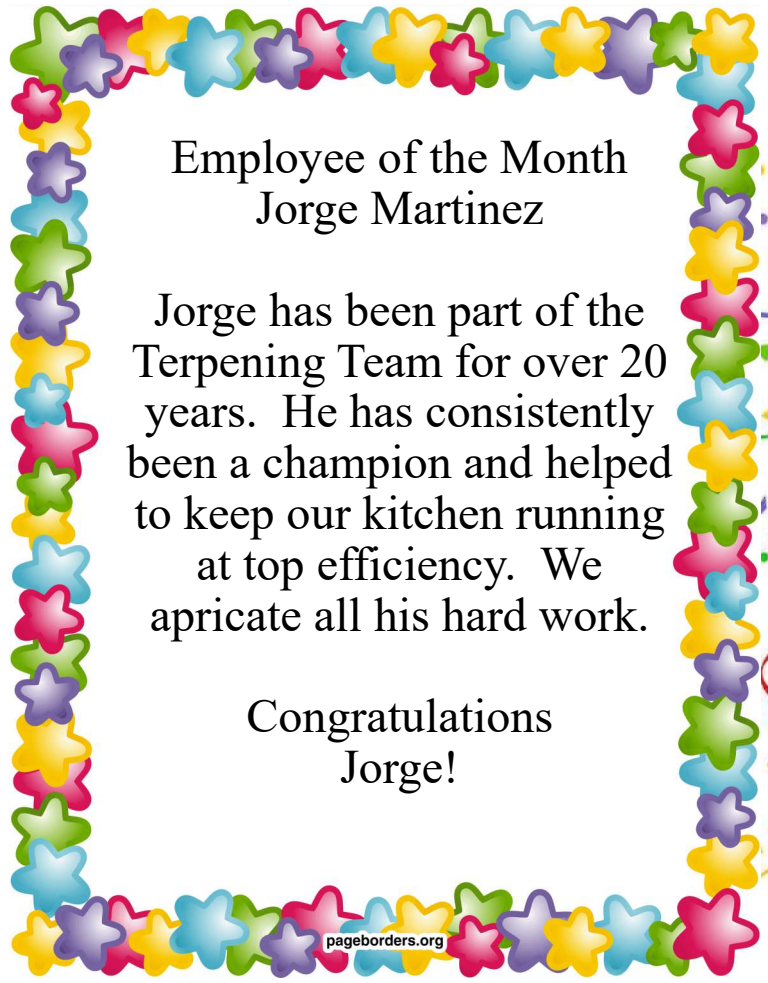 Employee of the Month
Jorge Martinez
Jorge has been part of the
Terpening Team for over 20
years.  He has consistently
been a champion and helped
to keep our kitchen running
at top efficiency.  We
apricate all his hard work.
Congratulations
Jorge!
pageborders.org